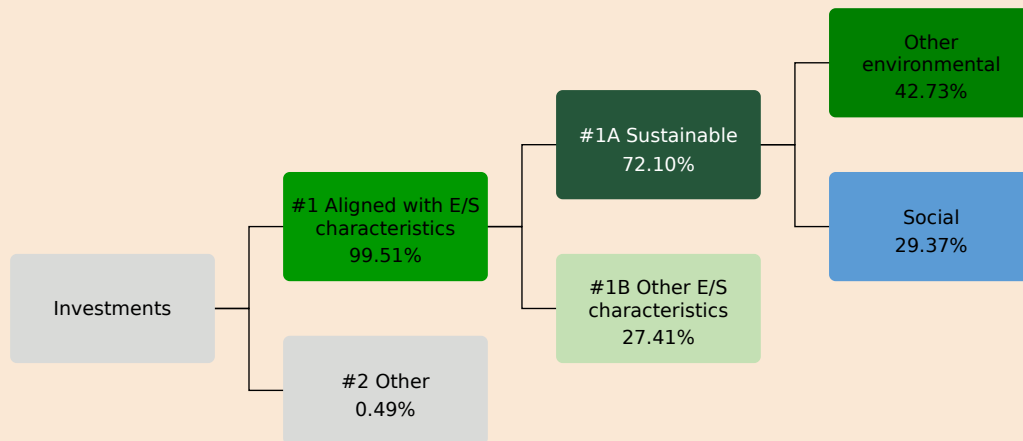 Investments
#1 Aligned with E/S
characteristics
99.51%
#2 Other
0.49%
#1A Sustainable
72.10%
#1B Other E/S
characteristics
27.41%
Other
environmental
42.73%
Social
29.37%